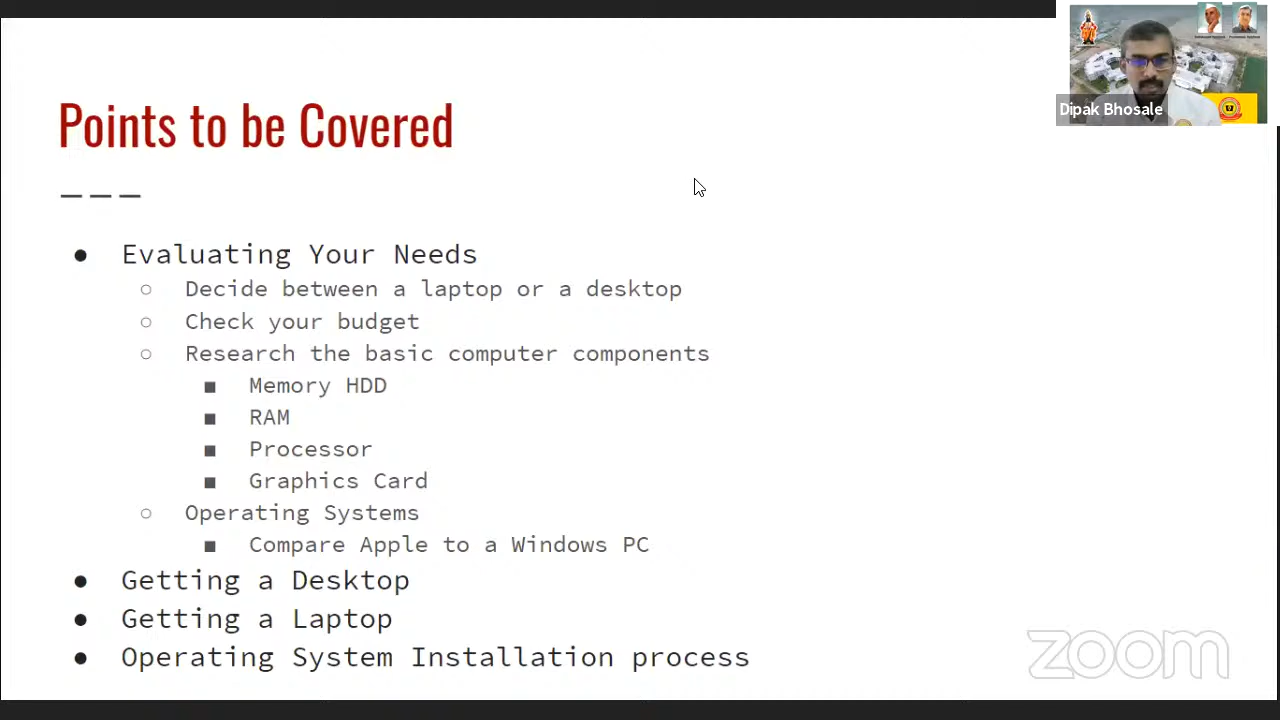 Points to be Covered
Dipak Bhosale
● Evaluating Your Needs
○ Decide between a laptop or a desktop
○ Check your budget
○ Research the basic computer components
■ Memory HDD
■ RAM
■ Processor
■ Graphics Card
○ Operating Systems
■ Compare Apple to a Windows PC
● Getting a Desktop
● Getting a Laptop
● Operating System Installation process
zoom